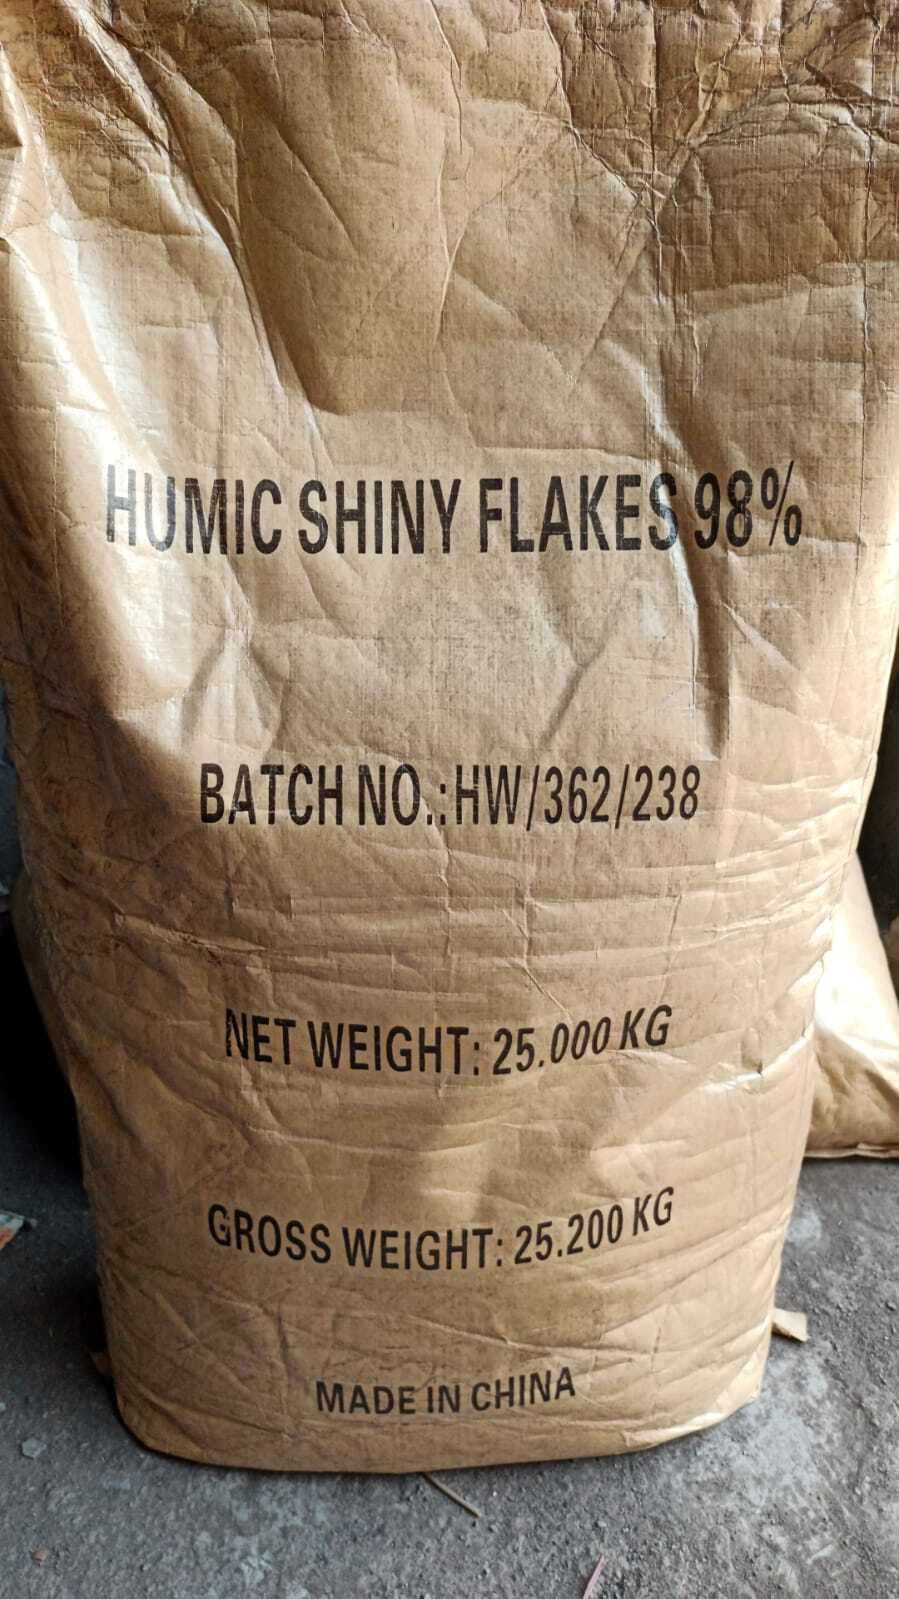 HUMIC SHINY FLAKES 98%
BATCH NO.:HW/362/238
NET WEIGHT: 25.000 KG
GROSS WEIGHT: 25.200 KG
MADE IN CHINA